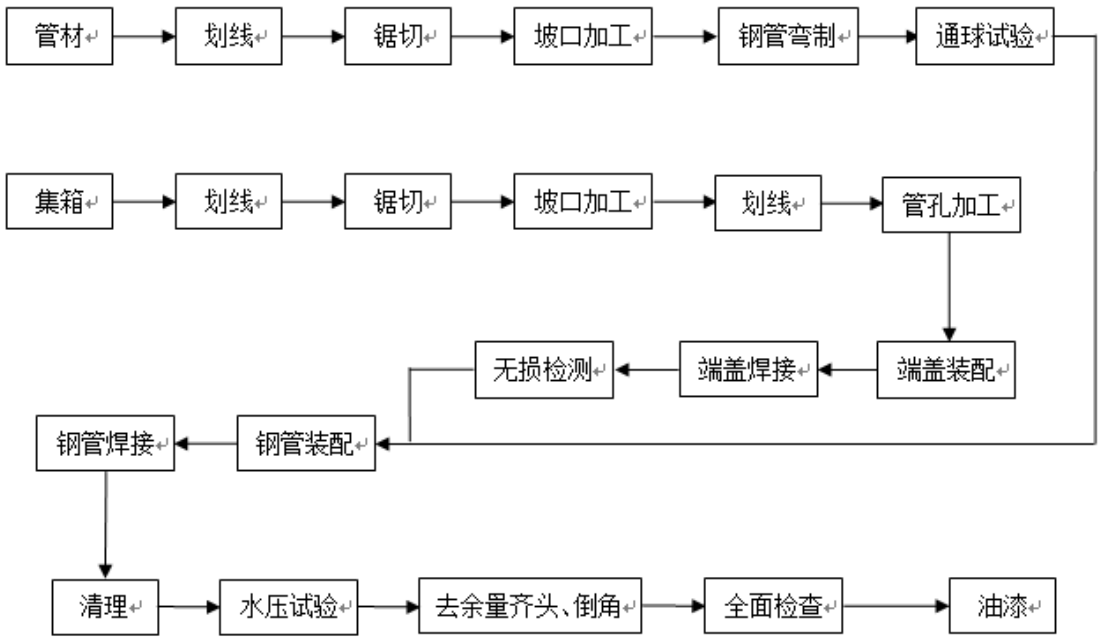 管材
划线
锯切
坡口加工
钢管弯制
通球试验
集箱
划线
锯切
坡口加工
划线
管孔加工
无损检测
端盖焊接
端盖装配
钢管焊接
钢管装配
清理
水压试验
去余量齐头、倒角
全面检查
油漆